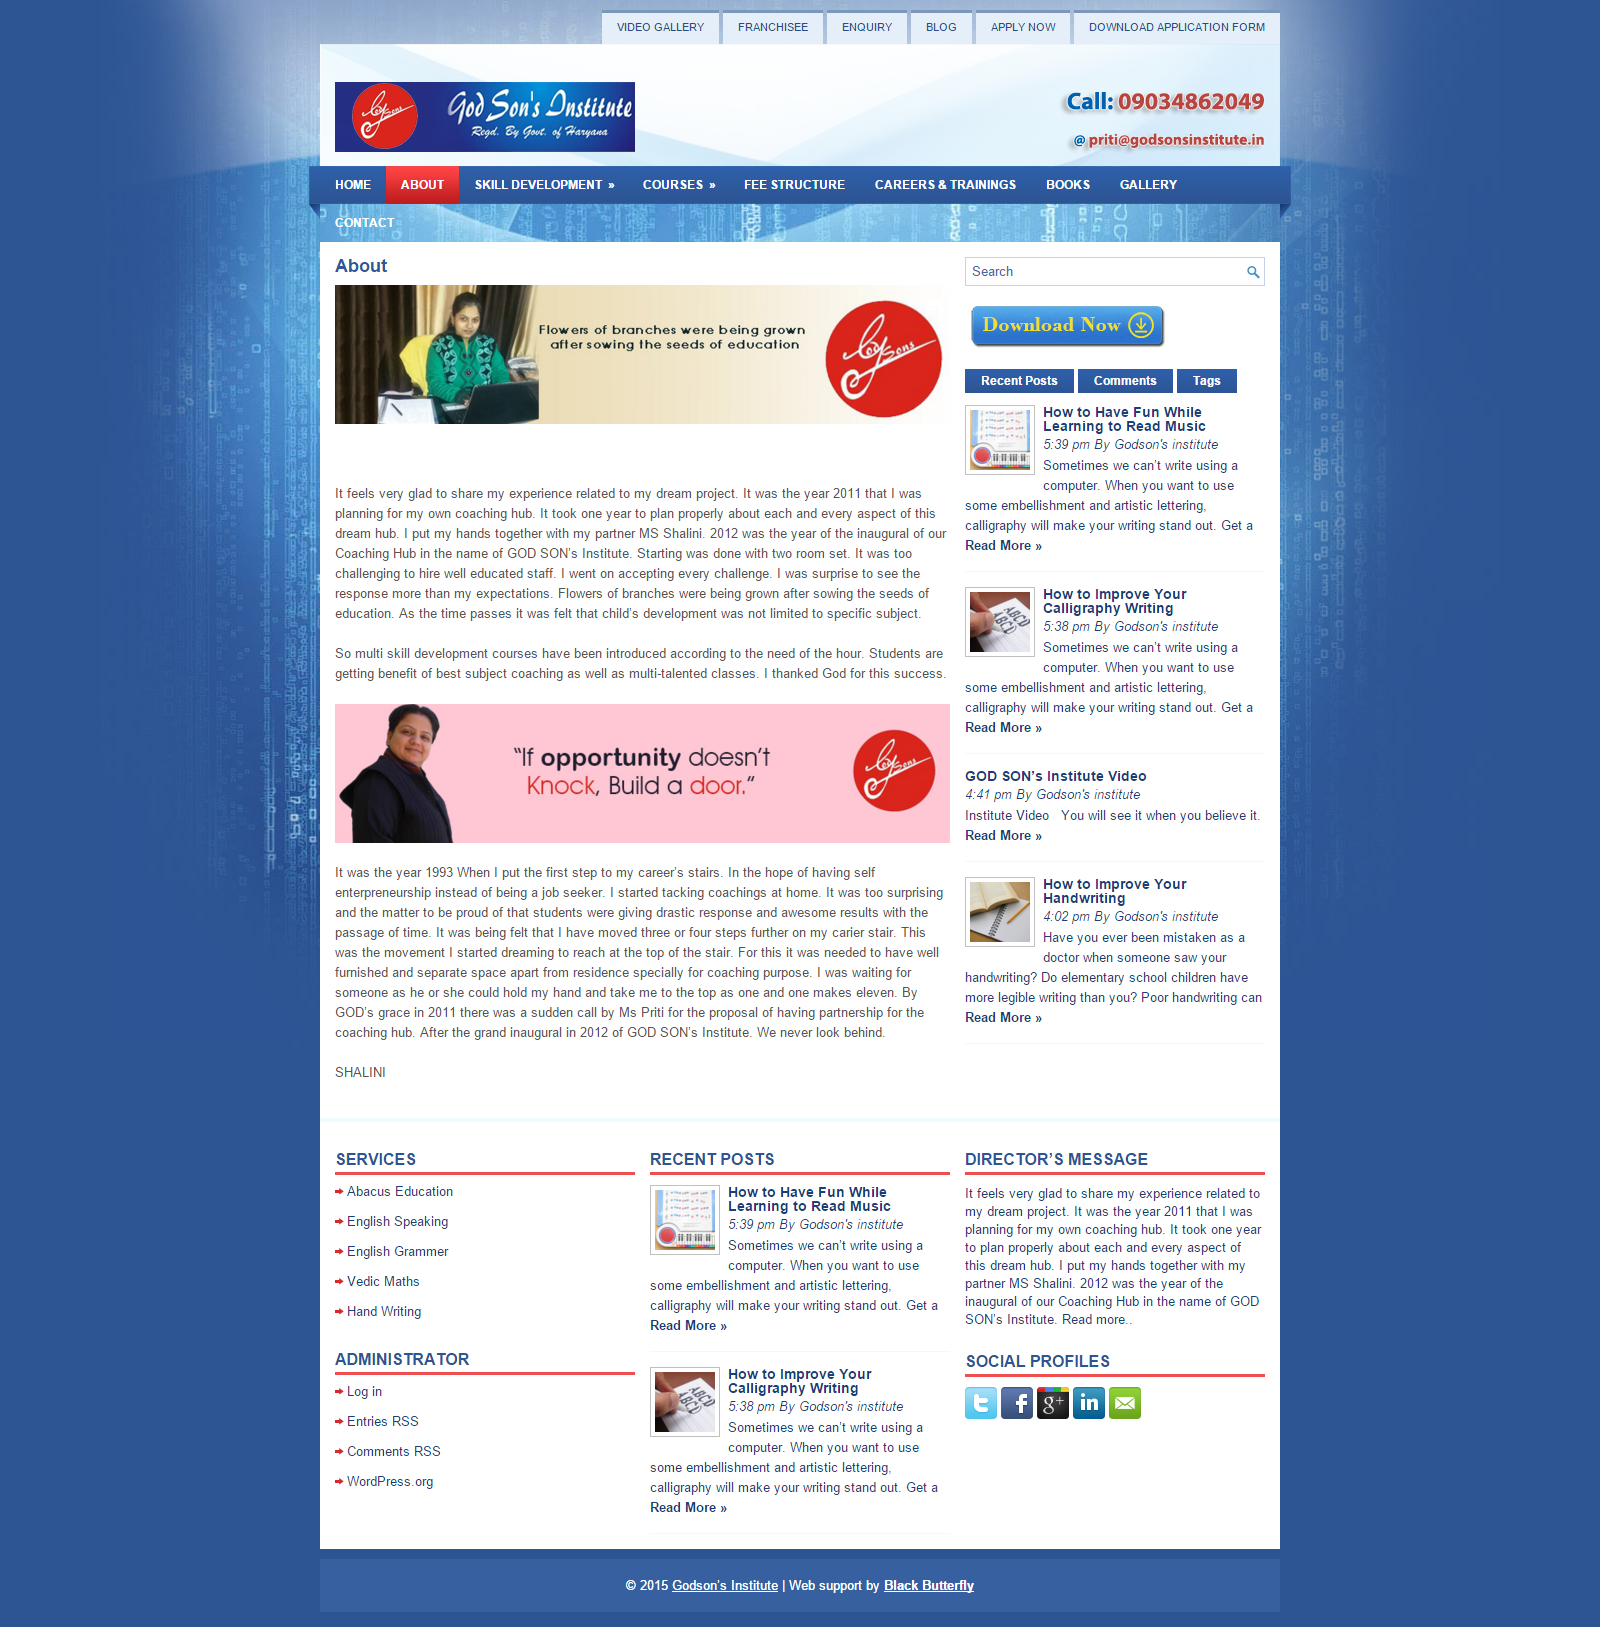 VIDEO GALLERY
FRANCHISEE
ENQUIRY
BLOG
APPLY NOW
DOWNLOAD APPLICATION FORM
God Son's Institute
Regd. By Govt. of Haryana
Call: 09034862049
@ priti@godsonsinstitute.in
HOME
ABOUT
SKILL DEVELOPMENT »
COURSES »
FEE STRUCTURE
CAREERS & TRAININGS
BOOKS
GALLERY
CONTACT
About
Flowers of branches were being grown
after sowing the seeds of education
God Sons
It feels very glad to share my experience related to my dream project. It was the year 2011 that I was
planning for my own coaching hub. It took one year to plan properly about each and every aspect of this
dream hub. I put my hands together with my partner MS Shalini. 2012 was the year of the inaugural of our
Coaching Hub in the name of GOD SON's Institute. Starting was done with two room set. It was too
challenging to hire well educated staff. I went on accepting every challenge. I was surprise to see the
response more than my expectations. Flowers of branches were being grown after sowing the seeds of
education. As the time passes it was felt that child's development was not limited to specific subject.
So multi skill development courses have been introduced according to the need of the hour. Students are
getting benefit of best subject coaching as well as multi-talented classes. I thanked God for this success.
“If opportunity doesn't
Knock, Build a door.“
God Sons
It was the year 1993 When I put the first step to my career's stairs. In the hope of having self
enterpreneurship instead of being a job seeker. I started tacking coachings at home. It was too surprising
and the matter to be proud of that students were giving drastic response and awesome results with the
passage of time. It was being felt that I have moved three or four steps further on my carier stair. This
was the movement I started dreaming to reach at the top of the stair. For this it was needed to have well
furnished and separate space apart from residence specially for coaching purpose. I was waiting for
someone as he or she could hold my hand and take me to the top as one and one makes eleven. By
GOD's grace in 2011 there was a sudden call by Ms Priti for the proposal of having partnership for the
coaching hub. After the grand inaugural in 2012 of GOD SON's Institute. We never look behind.
SHALINI
Search
Download Now
Recent Posts
Comments
Tags
How to Have Fun While
Learning to Read Music
5:39 pm By Godson's institute
Sometimes we can't write using a
computer. When you want to use
some embellishment and artistic lettering,
calligraphy will make your writing stand out. Get a
Read More »
How to Improve Your
Calligraphy Writing
5:38 pm By Godson's institute
Sometimes we can't write using a
computer. When you want to use
some embellishment and artistic lettering,
calligraphy will make your writing stand out. Get a
Read More »
ABCD
ABCD
GOD SON's Institute Video
4:41 pm By Godson's institute
Institute Video You will see it when you believe it.
Read More »
How to Improve Your
Handwriting
4:02 pm By Godson's institute
Have you ever been mistaken as a
doctor when someone saw your
handwriting? Do elementary school children have
more legible writing than you? Poor handwriting can
Read More »
SERVICES
Abacus Education
English Speaking
English Grammer
Vedic Maths
Hand Writing
ADMINISTRATOR
Log in
Entries RSS
Comments RSS
WordPress.org
RECENT POSTS
How to Have Fun While
Learning to Read Music
5:39 pm By Godson's institute
Sometimes we can't write using a
computer. When you want to use
some embellishment and artistic lettering,
calligraphy will make your writing stand out. Get a
Read More »
How to Improve Your
Calligraphy Writing
5:38 pm By Godson's institute
Sometimes we can't write using a
computer. When you want to use
some embellishment and artistic lettering,
calligraphy will make your writing stand out. Get a
Read More »
ABCD
ABCD
DIRECTOR'S MESSAGE
It feels very glad to share my experience related to
my dream project. It was the year 2011 that I was
planning for my own coaching hub. It took one year
to plan properly about each and every aspect of
this dream hub. I put my hands together with my
partner MS Shalini. 2012 was the year of the
inaugural of our Coaching Hub in the name of GOD
SON's Institute. Read more..
SOCIAL PROFILES
© 2015 Godson's Institute | Web support by Black Butterfly